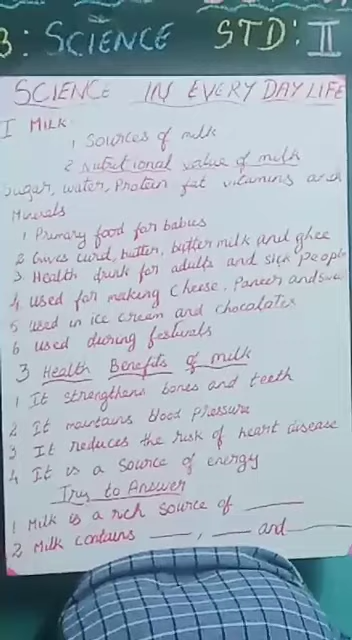 3: SCIENCE STD: II
SCIENCE IN EVERY DAY LIFE
I MILK
1 Sources of milk
2 Nutritional value of milk
Sugar, water, Protein fat vitamins and
Minerals
1 Primary food for babies
2 Gives curd, butter, butter milk and ghee
3 Health drink for adults and sick people
4 used for making cheese, Paneer and
5 used in ice cream and chocolates
6 used during festivals
3 Health Benefits of milk
1 It strengthens bones and teeth
2 It maintains blood pressure
3 It reduces the risk of heart disease
4 It is a source of energy
Try to Answer
1 Milk is a rich source of ____
2 Milk contains ____, ____ and ____